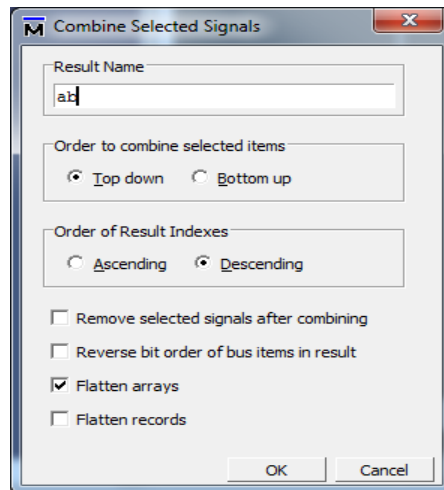 Combine Selected Signals
Result Name
ab
Order to combine selected items
Top down Bottom up
Order of Result Indexes
Ascending Descending
Remove selected signals after combining
Reverse bit order of bus items in result
Flatten arrays
Flatten records
OK Cancel